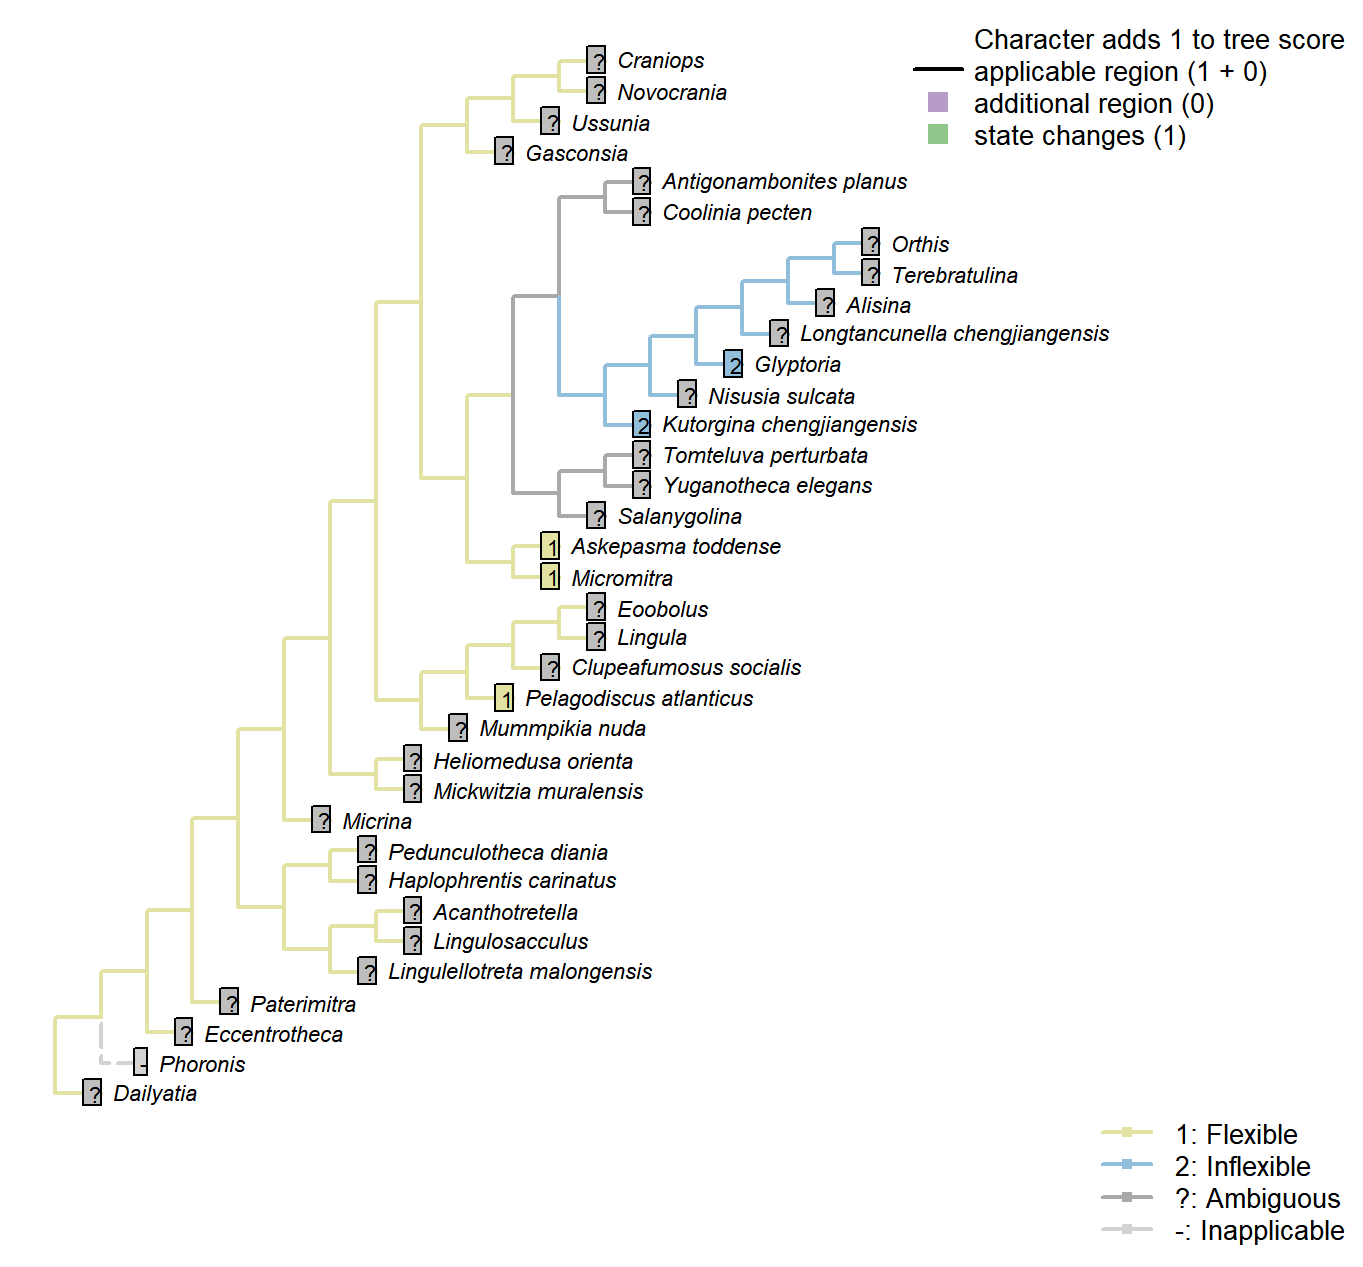 Character adds 1 to tree score
applicable region (1 + 0)
additional region (0)
state changes (1)
? Craniops
? Novocrania
? Ussunia
? Gasconsia
? Antigonambonites planus
? Coolinia pecten
? Orthis
? Terebratulina
? Alisina
? Longtancunella chengjiangensis
2 Glyptoria
? Nisusia sulcata
2 Kutorgina chengjiangensis
? Tomteluva perturbata
? Yuganotheca elegans
? Salanygolina
1 Askepasma toddense
1 Micromitra
? Eoobolus
? Lingula
? Clupeafumosus socialis
1 Pelagodiscus atlanticus
? Mummpikia nuda
? Heliomedusa orienta
? Mickwitzia muralensis
? Micrina
? Pedunculotheca diania
? Haplophrentis carinatus
? Acanthotretella
? Lingulosacculus
? Lingulellotreta malongensis
? Paterimitra
? Eccentrotheca
- Phoronis
? Dailyatia
1: Flexible
2: Inflexible
?: Ambiguous
-: Inapplicable